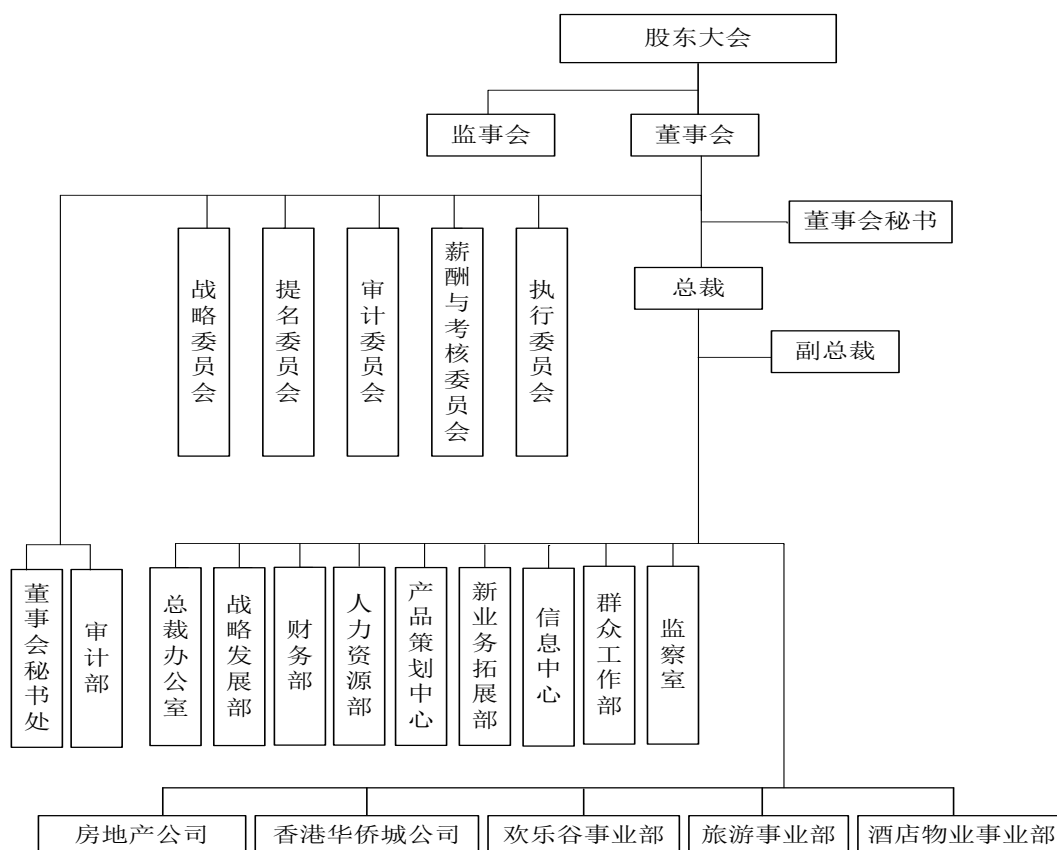 股东大会
监事会
董事会
董事会秘书
总裁
副总裁
战略委员会
提名委员会
审计委员会
薪酬与考核委员会
执行委员会
董事会秘书处
审计部
总裁办公室
战略发展部
财务部
人力资源部
产品策划中心
新业务拓展部
信息中心
群众工作部
监察室
房地产公司
香港华侨城公司
欢乐谷事业部
旅游事业部
酒店物业事业部